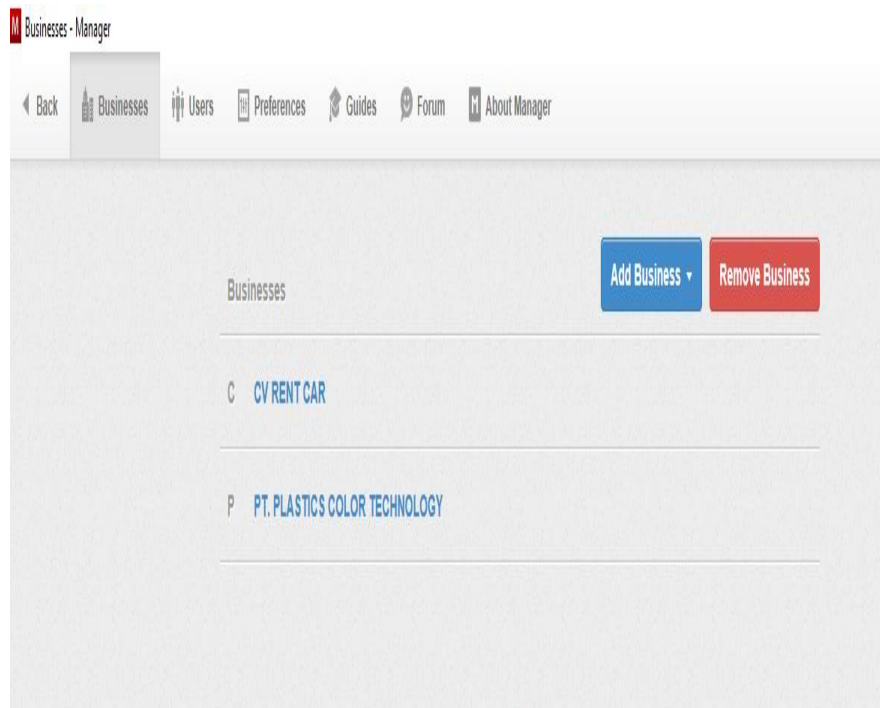 M Businesses - Manager
Back Businesses Users Preferences Guides Forum M About Manager
Businesses Add Business Remove Business
C CV RENT CAR
P PT. PLASTICS COLOR TECHNOLOGY